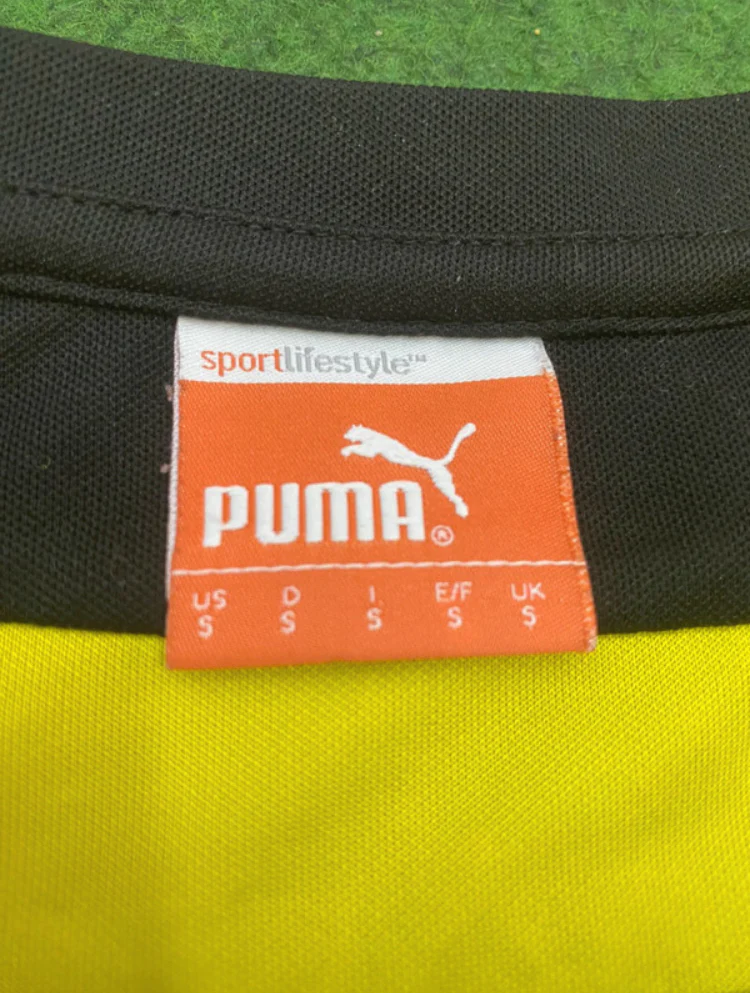 sportlifestyle™
PUMA®
US D I E/F UK
S S S S S